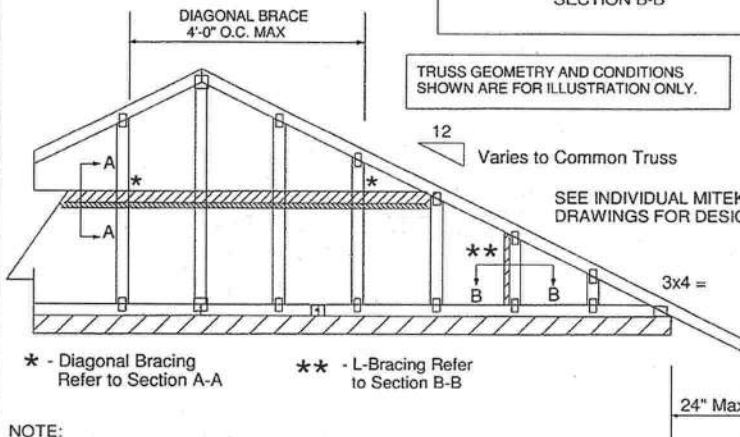 SECTION B-B
DIAGONAL BRACE
4'-0" O.C. MAX
TRUSS GEOMETRY AND CONDITIONS
SHOWN ARE FOR ILLUSTRATION ONLY.
12
Varies to Common Truss
A
*
*
A
SEE INDIVIDUAL MITEK
DRAWINGS FOR DESIG
**
B
B
3x4 =
* - Diagonal Bracing
Refer to Section A-A
** - L-Bracing Refer
to Section B-B
24" Max
NOTE: